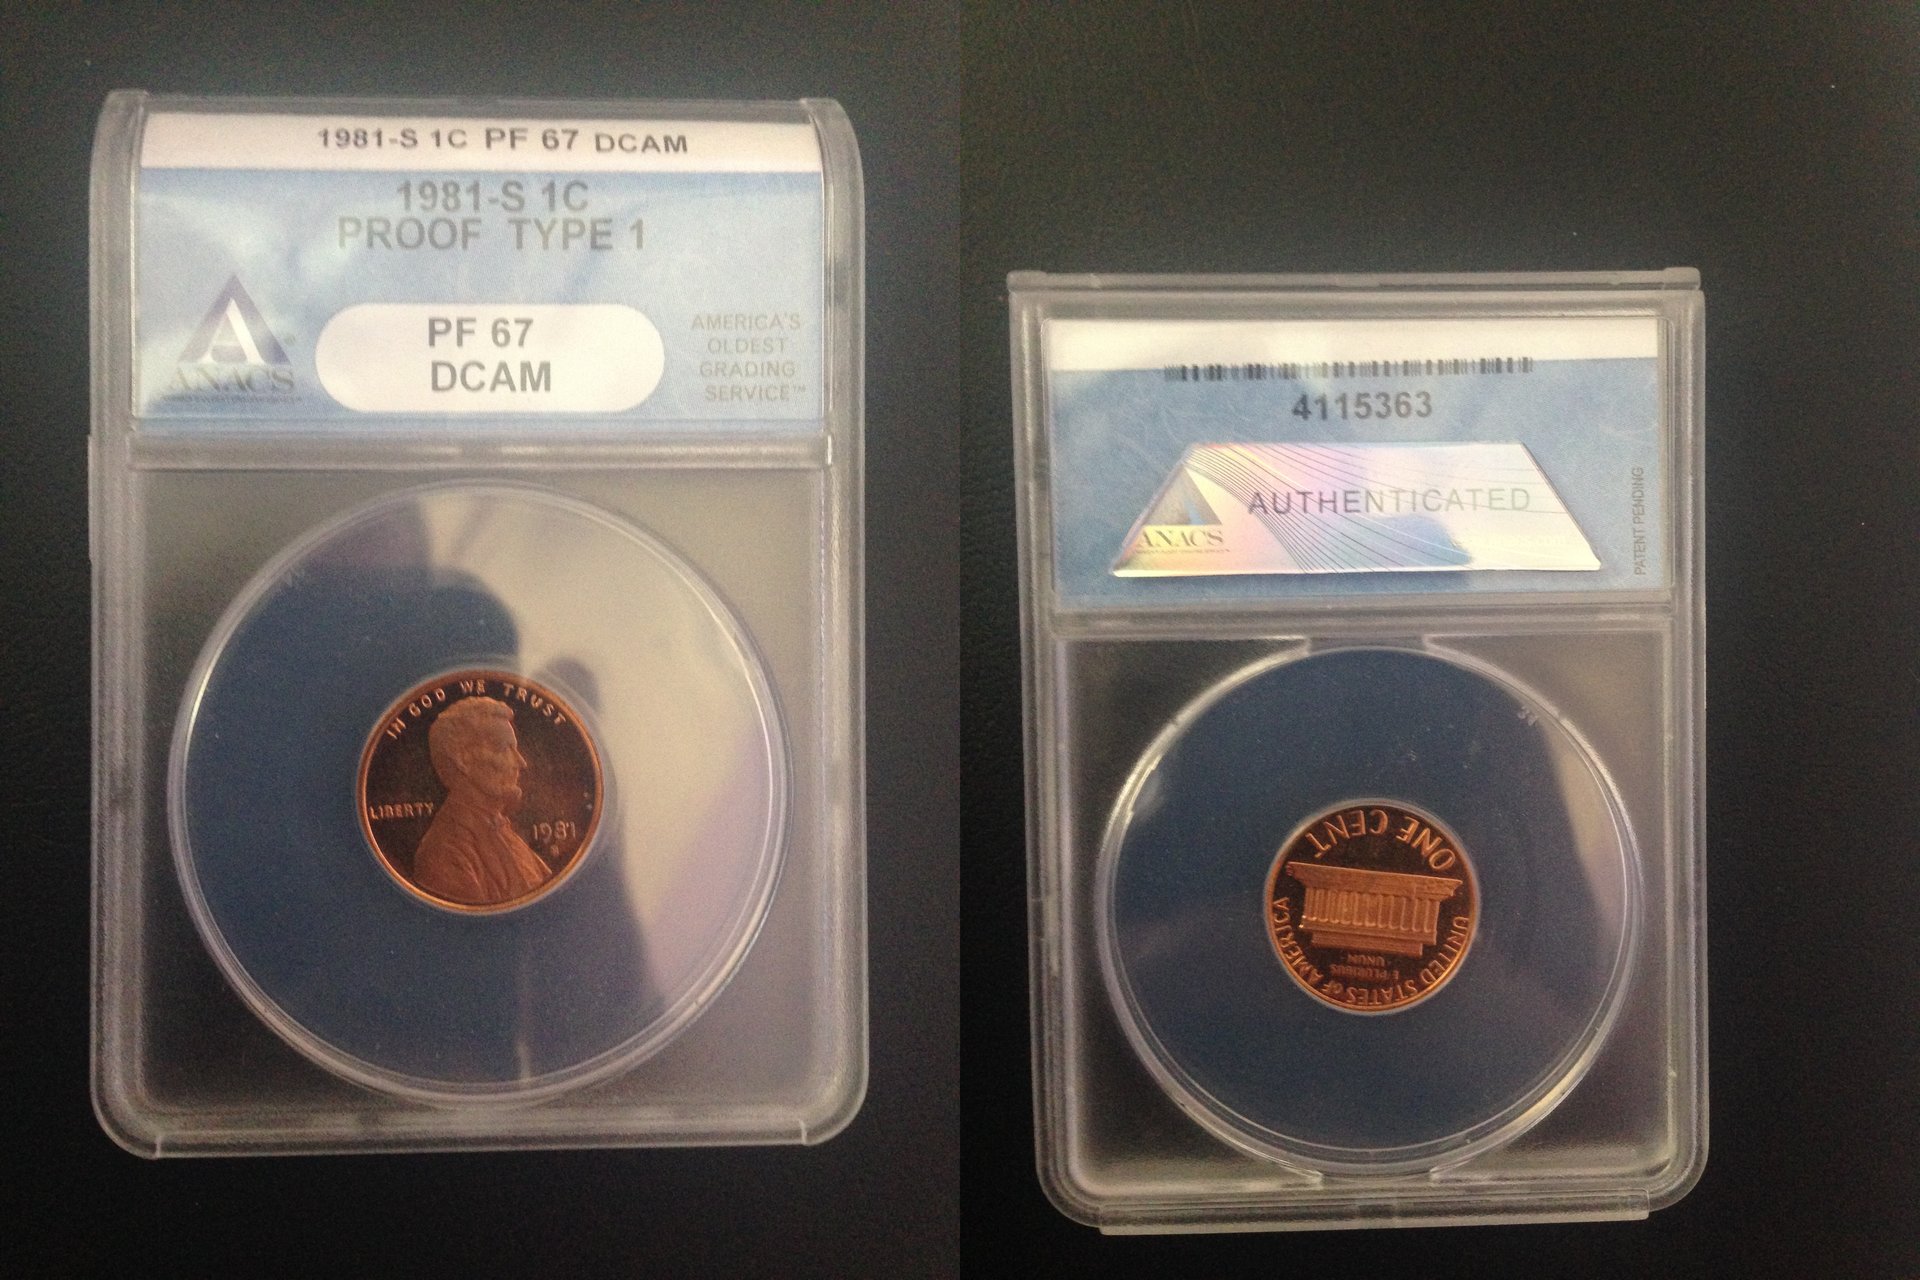 1981-S 1C PF 67 DCAM
1981-S 1C
PROOF TYPE 1
PF 67
DCAM
ANACS
AMERICA'S
OLDEST
GRADING
SERVICE™
IN GOD WE TRUST
LIBERTY
1981
4115363
AUTHENTICATED
ANACS
PATENT PENDING
ONE CENT
UNITED STATES OF AMERICA
E PLURIBUS
UNUM